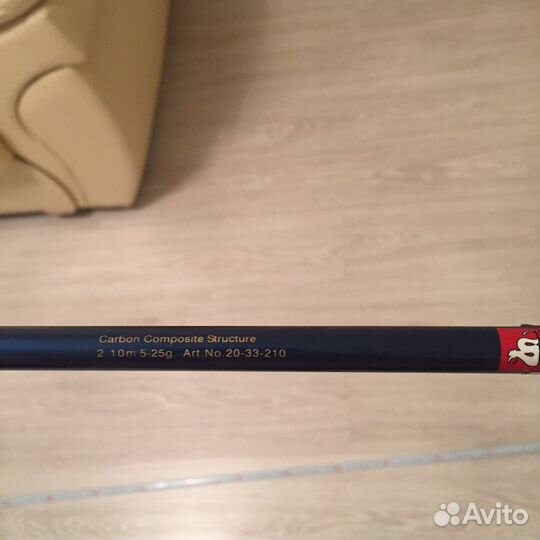 Carbon Composite Structure
2.10m 5-25g Art.No.20-33-210
Avito